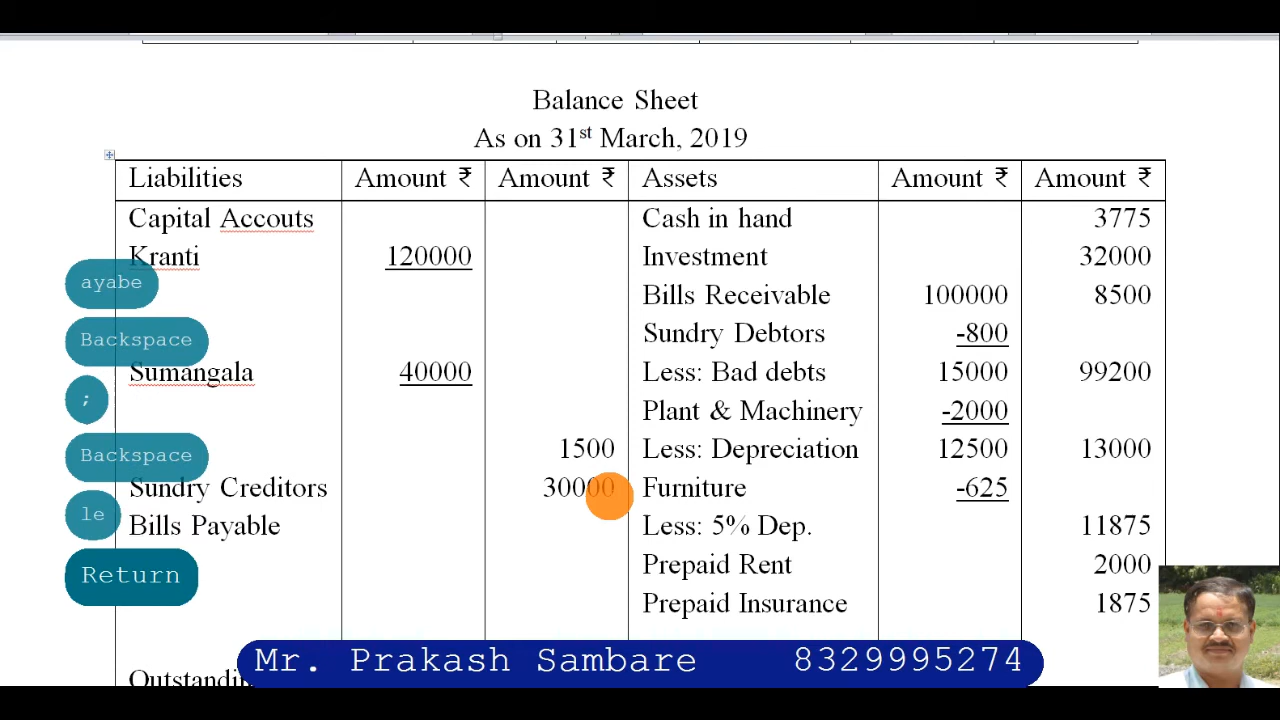 Balance Sheet
As on 31st March, 2019
Liabilities Amount ₹ Amount ₹ Assets Amount ₹ Amount ₹
Capital Accouts Cash in hand 3775
Kranti 120000 Investment 32000
ayabe
Bills Receivable 100000 8500
Backspace Sundry Debtors -800
Sumangala 40000 Less: Bad debts 15000 99200
;
Plant & Machinery -2000
Backspace 1500 Less: Depreciation 12500 13000
Sundry Creditors 30000 Furniture -625
le
Bills Payable Less: 5% Dep. 11875
Return Prepaid Rent 2000
Prepaid Insurance 1875
Mr. Prakash Sambare 8329995274